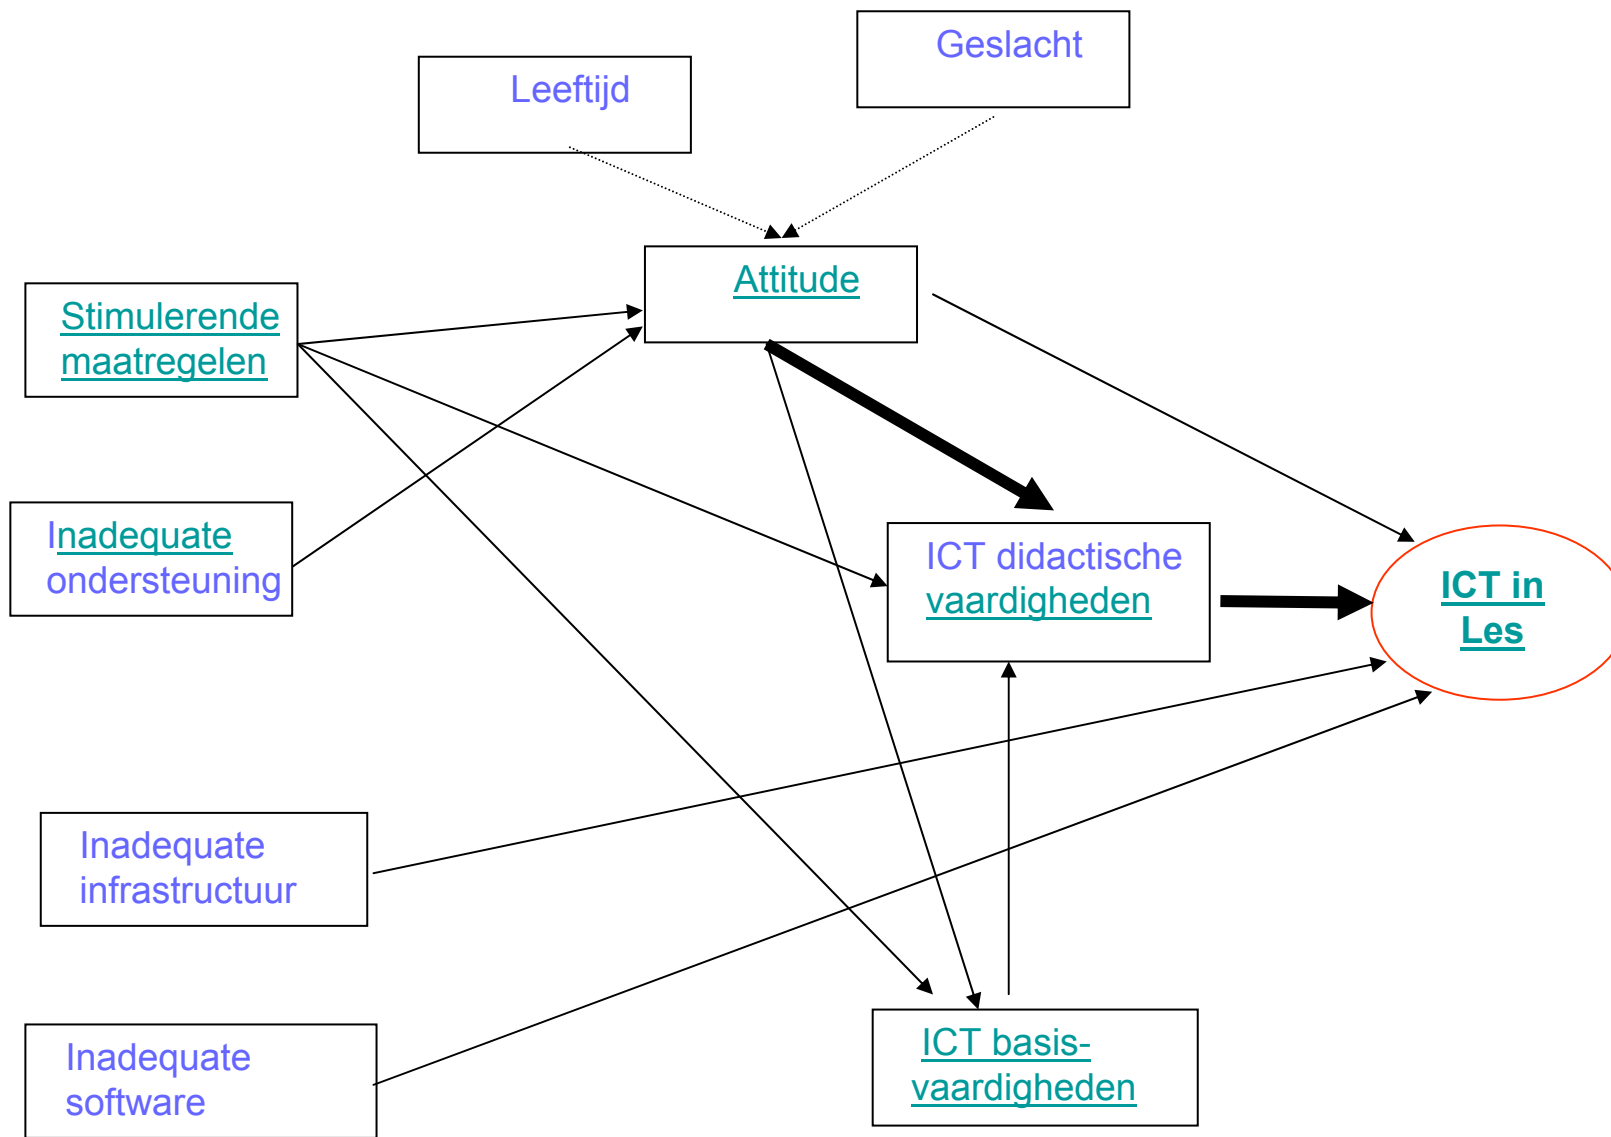 Geslacht
Leeftijd
Attitude
Stimulerende
maatregelen
Inadequate
ondersteuning
ICT didactische
vaardigheden
ICT in
Les
Inadequate
infrastructuur
Inadequate
software
ICT basis-
vaardigheden